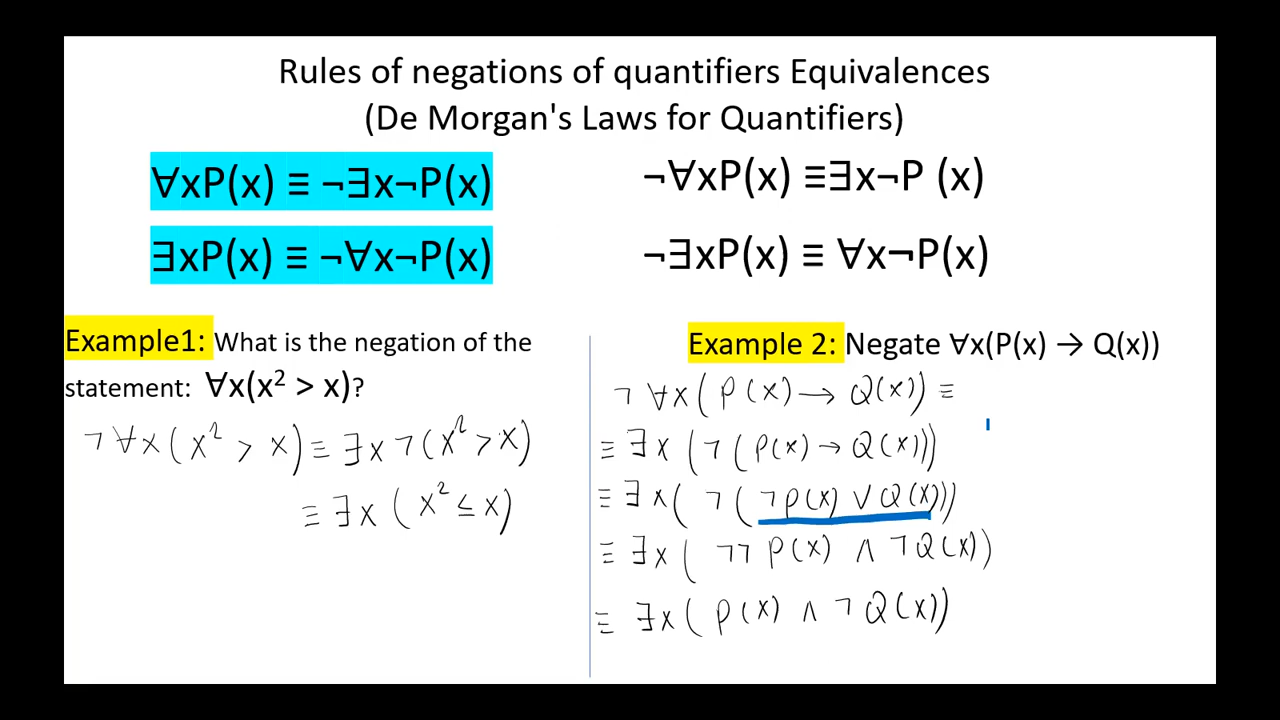 Rules of negations of quantifiers Equivalences
(De Morgan's Laws for Quantifiers)
∀xP(x) ≡ ¬∃x¬P(x)
∃xP(x) ≡ ¬∀x¬P(x)
¬∀xP(x) ≡∃x¬P (x)
¬∃xP(x) ≡ ∀x¬P(x)
Example1: What is the negation of the
statement: ∀x(x² > x)?
¬∀x(x² > x) ≡ ∃x¬(x² > x)
≡ ∃x (x² ≤ x)
Example 2: Negate ∀x(P(x) → Q(x))
¬∀x(P(x) → Q(x)) ≡
≡ ∃x (¬(P(x) → Q(x)))
≡ ∃x(¬(¬P(x) ∨ Q(x)))
≡ ∃x(¬¬P(x) ∧ ¬Q(x))
≡ ∃x(P(x) ∧ ¬Q(x))